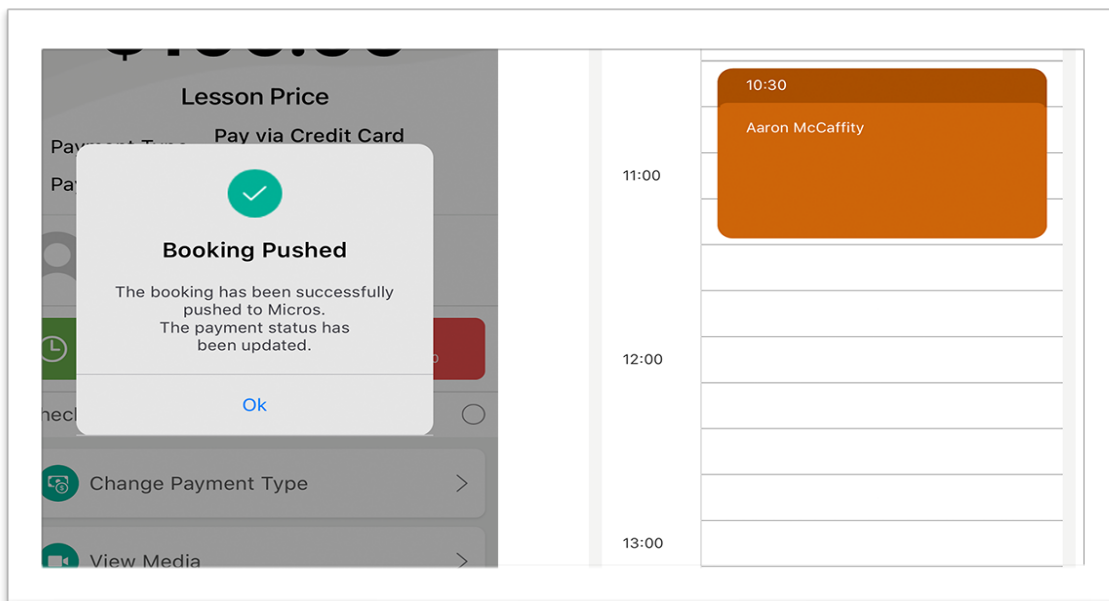 Lesson Price
Pay via Credit Card
Booking Pushed
The booking has been successfully
pushed to Micros.
The payment status has
been updated.
Ok
Change Payment Type
View Media
10:30
Aaron McCaffity
11:00
12:00
13:00